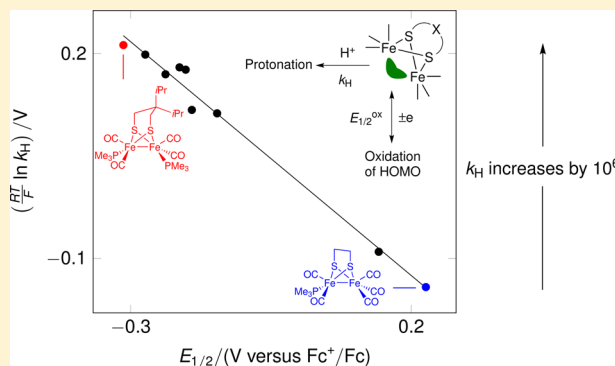 0.2
-0.1
(RT/F ln k_H) /V
-0.3
0.2
E_1/2/(V versus Fc⁺/Fc)
X
S
S
Fe
Fe
H⁺
Protonation
k_H
E_1/2^ox
±e
Oxidation
of HOMO
iPr
iPr
S
S
OC
CO
Fe
Fe
Me₃P
CO
OC
PMe₃
S
S
OC
CO
Fe
Fe
Me₃P
CO
OC
CO
k_H increases by 10⁶